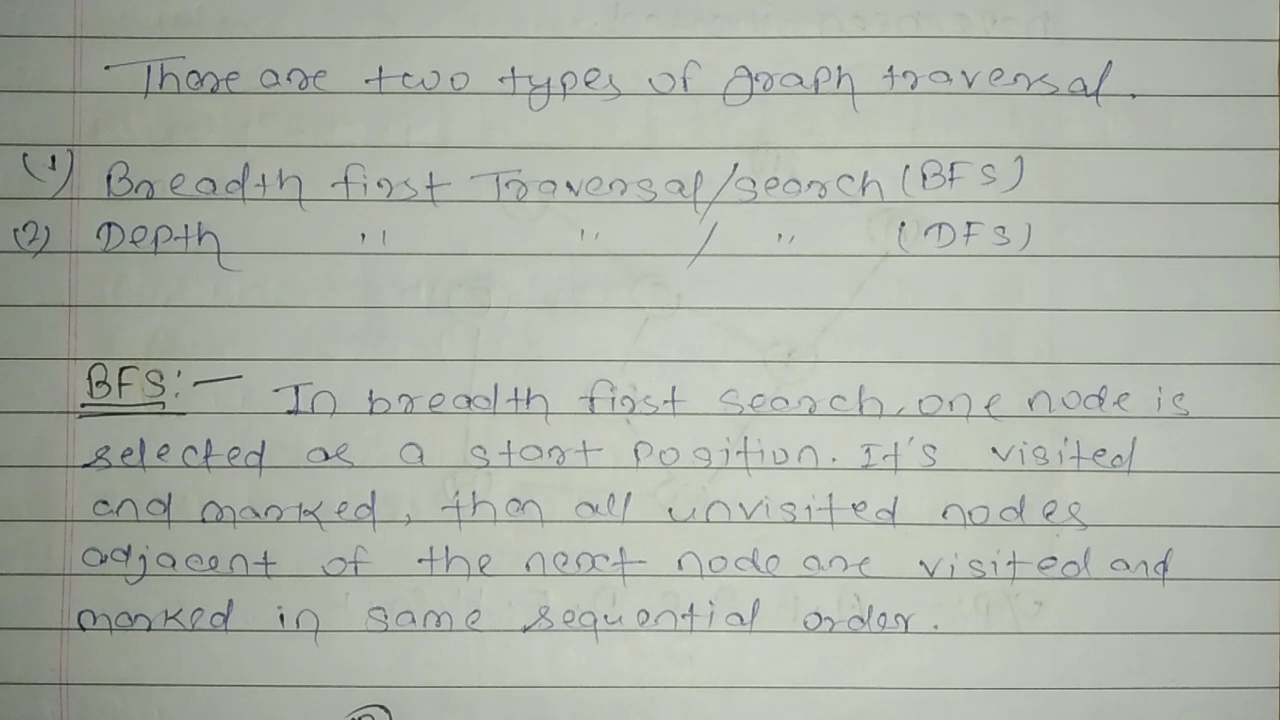 There are two types of graph traversal.
(1) Breadth first Traversal/search (BFS)
(2) Depth " " / " (DFS)
BFS:- In breadth first search, one node is
selected as a start position. It's visited
and marked, then all unvisited nodes
adjacent of the next node are visited and
marked in same sequential order.